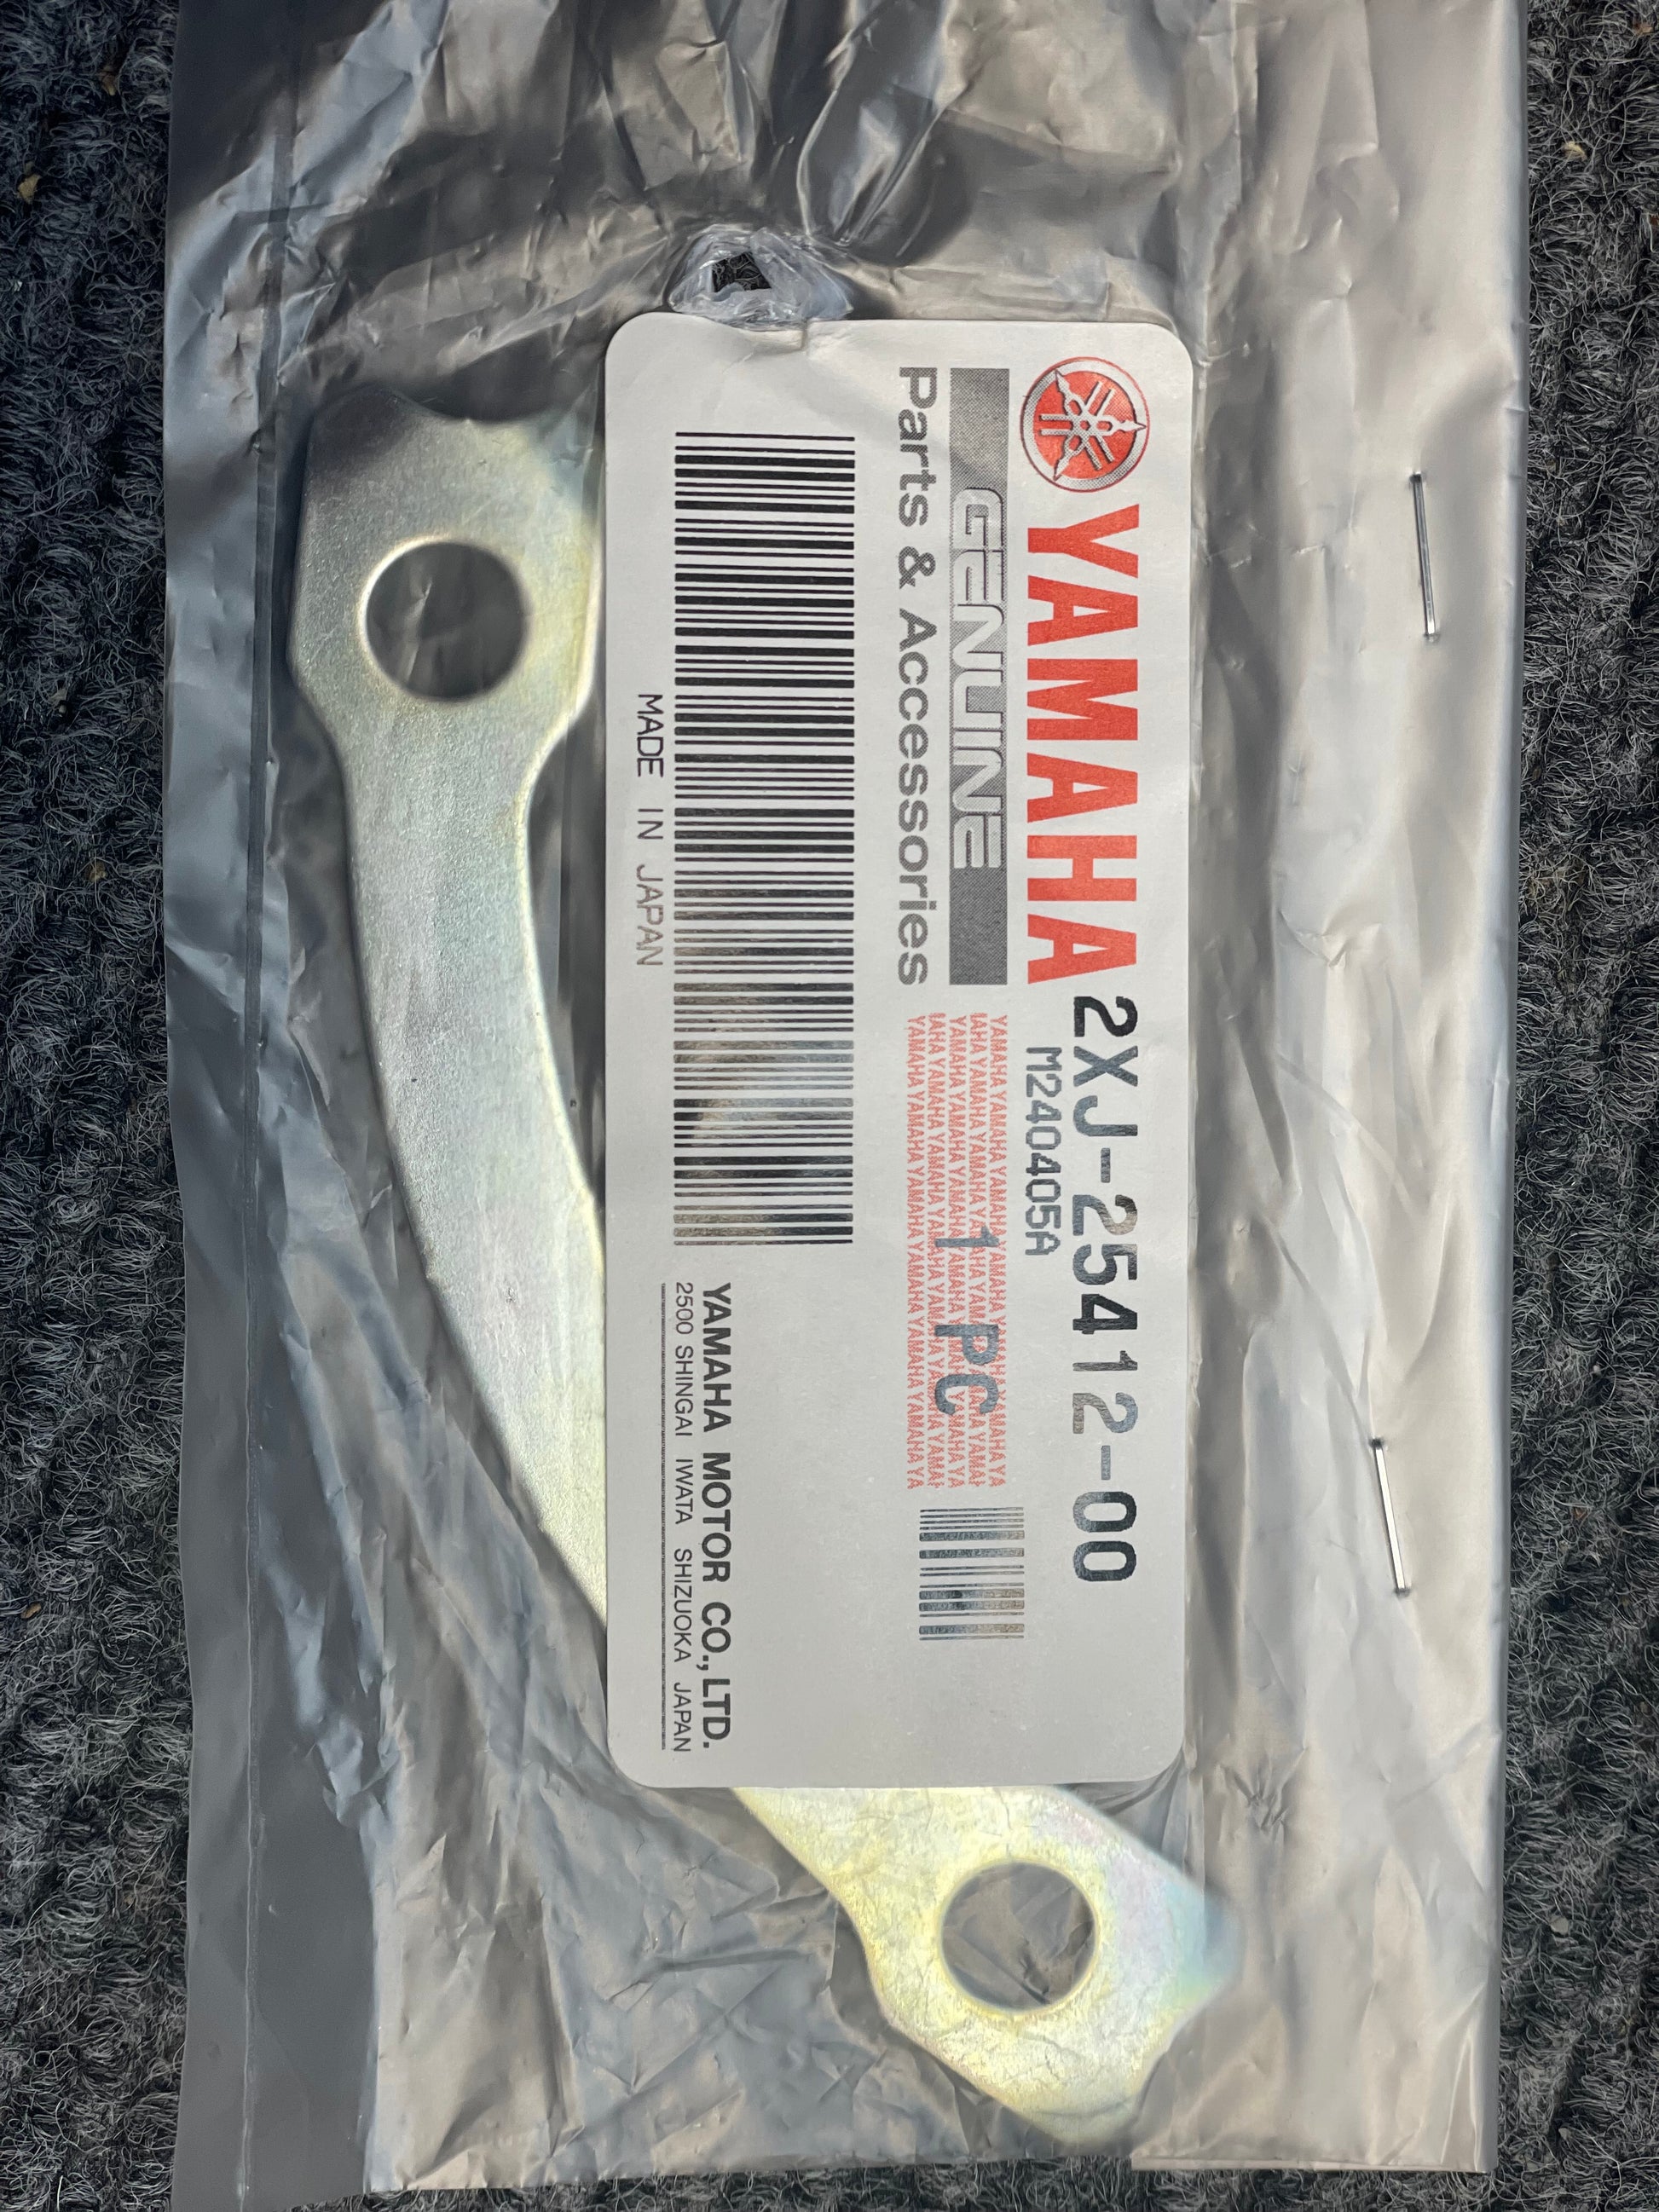 YAMAHA
2XJ-25412-00
M240405A
GENUINE
Parts & Accessories
1 PC
MADE IN JAPAN
YAMAHA MOTOR CO.,LTD.
2500 SHINGAI IWATA SHIZUOKA JAPAN